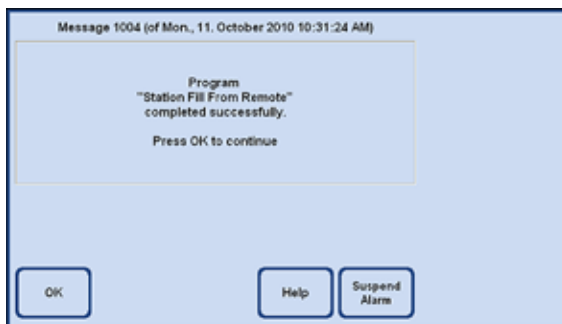 Message 1004 (of Mon., 11. October 2010 10:31:24 AM)
Program
"Station Fill From Remote"
completed successfully.
Press OK to continue
OK
Help
Suspend
Alarm